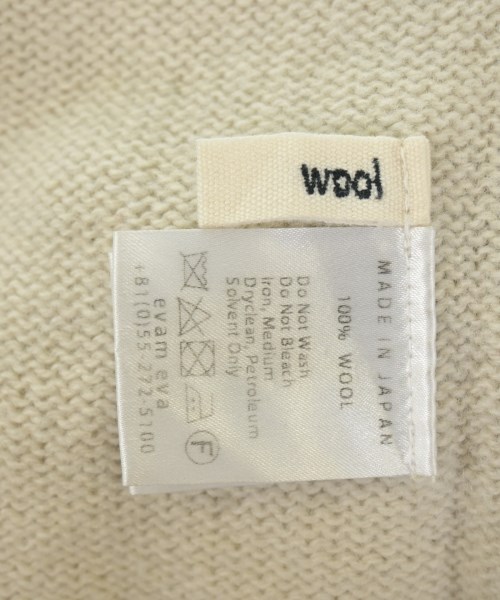 wool
MADE IN JAPAN
100% WOOL
Do Not Wash
Do Not Bleach
Iron, Medium
Dryclean, Petroleum
Solvent Only
F
evam eva
+81(0)55 272-5100